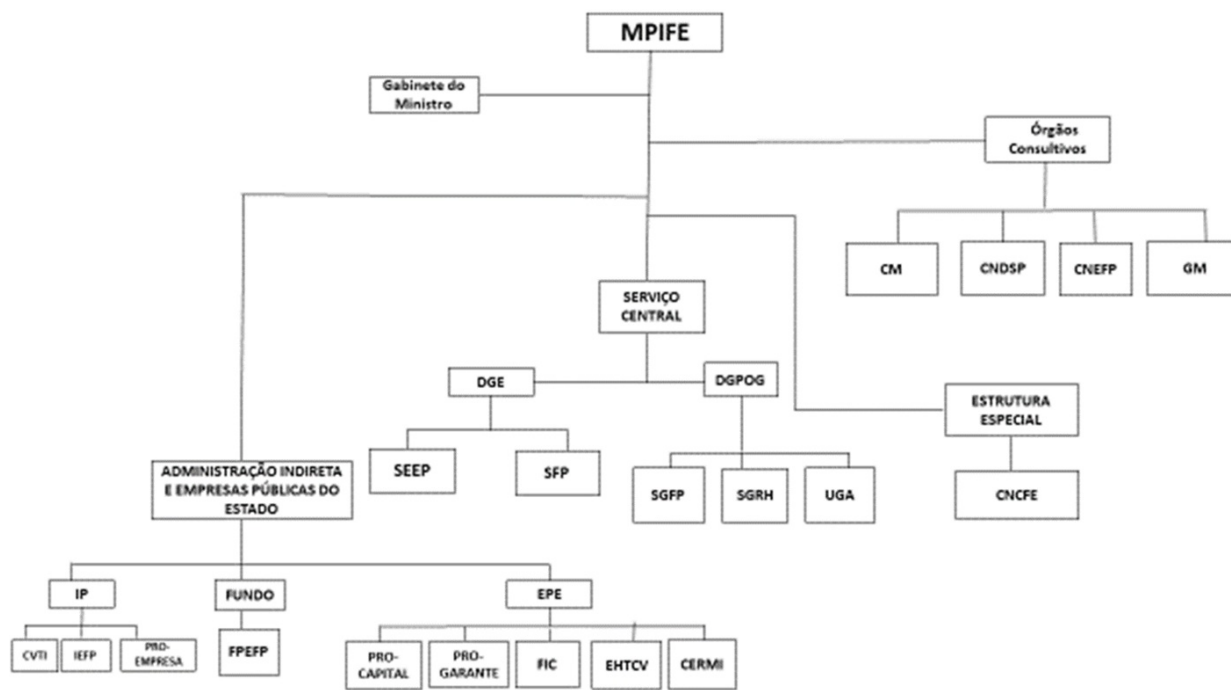 MPIFE
Gabinete do
Ministro
Órgãos
Consultivos
CM
CNDSP
CNEFP
GM
SERVIÇO
CENTRAL
DGE
DGPOG
ESTRUTURA
ESPECIAL
SEEP
SFP
SGFP
SGRH
UGA
CNCFE
ADMINISTRAÇÃO INDIRETA
E EMPRESAS PÚBLICAS DO
ESTADO
IP
FUNDO
EPE
CVTI
IEFP
PRO-
EMPRESA
FPEFP
PRO-
CAPITAL
PRO-
GARANTE
FIC
EHTCV
CERMI